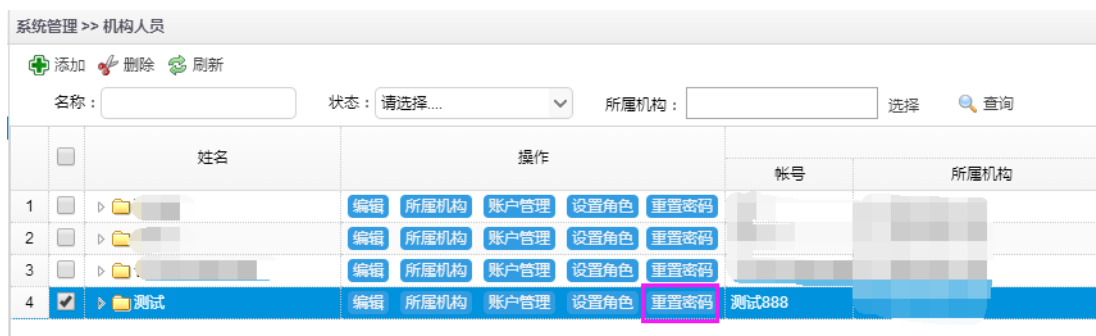 系统管理 >> 机构人员
添加 删除 刷新
名称： 状态： 请选择.... 所属机构： 选择 查询
姓名 操作
帐号 所属机构
1 编辑 所属机构 账户管理 设置角色 重置密码
2 编辑 所属机构 账户管理 设置角色 重置密码
3 编辑 所属机构 账户管理 设置角色 重置密码
4 测试 编辑 所属机构 账户管理 设置角色 重置密码 测试888